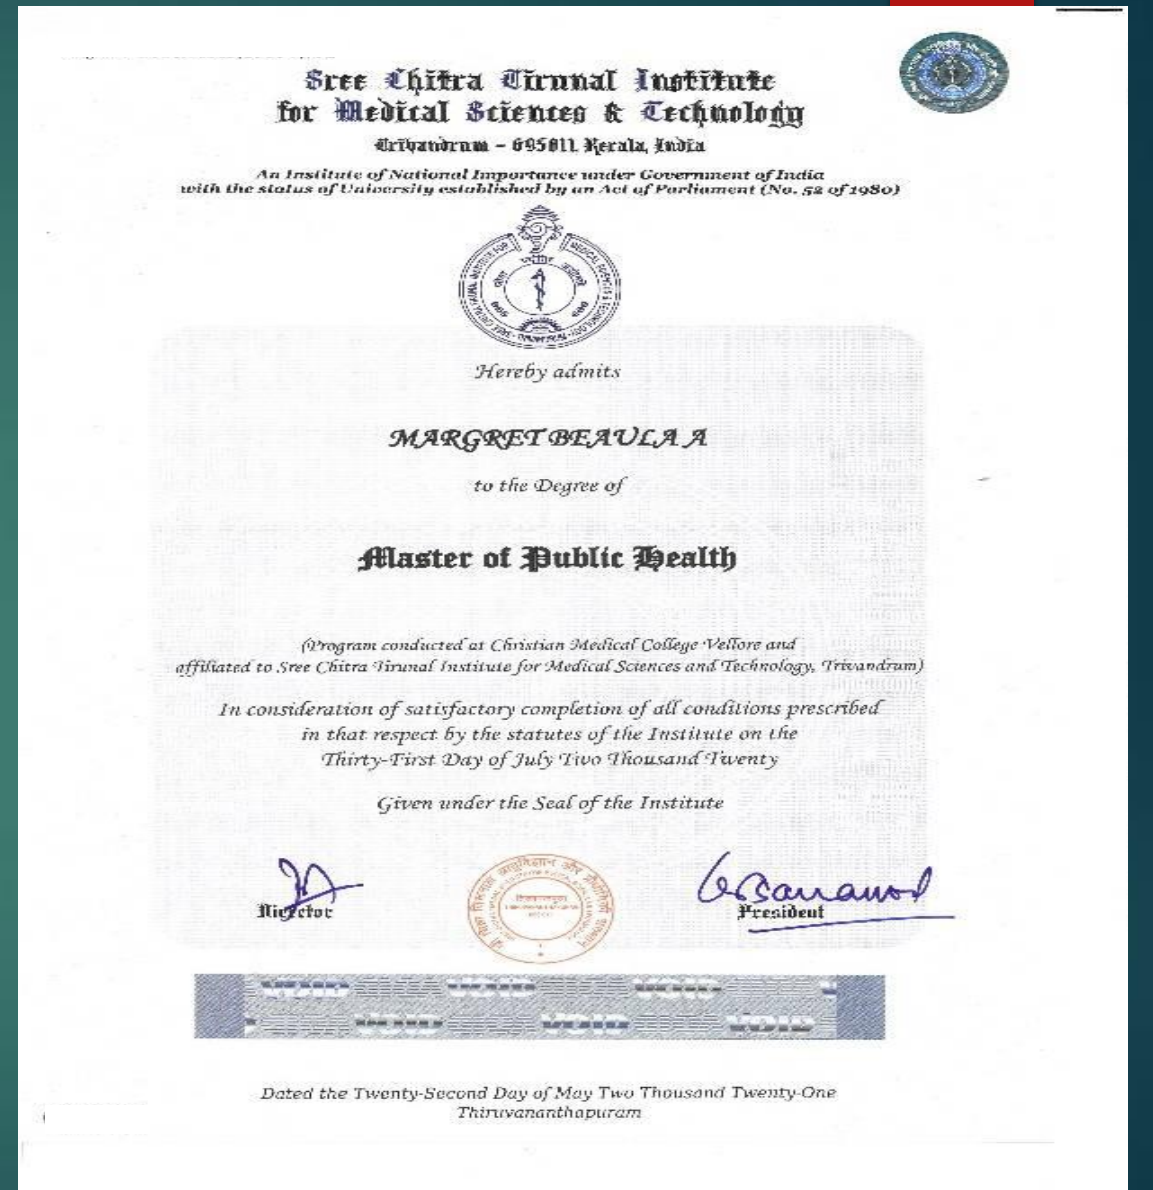 Sree Chitra Tirunal Institute
for Medical Sciences & Technology
Trivandrum - 695011, Kerala, India
An Institute of National Importance under Government of India
with the status of University established by an Act of Parliament (No. 52 of 1980)
Hereby admits
MARGRET BEAULA A
to the Degree of
Master of Public Health
(Program conducted at Christian Medical College Vellore and
affiliated to Sree Chitra Tirunal Institute for Medical Sciences and Technology, Trivandrum)
In consideration of satisfactory completion of all conditions prescribed
in that respect by the statutes of the Institute on the
Thirty-First Day of July Two Thousand Twenty
Given under the Seal of the Institute
Director
President
VOID VOID VOID
VOID VOID VOID
Dated the Twenty-Second Day of May Two Thousand Twenty-One
Thiruvananthapuram